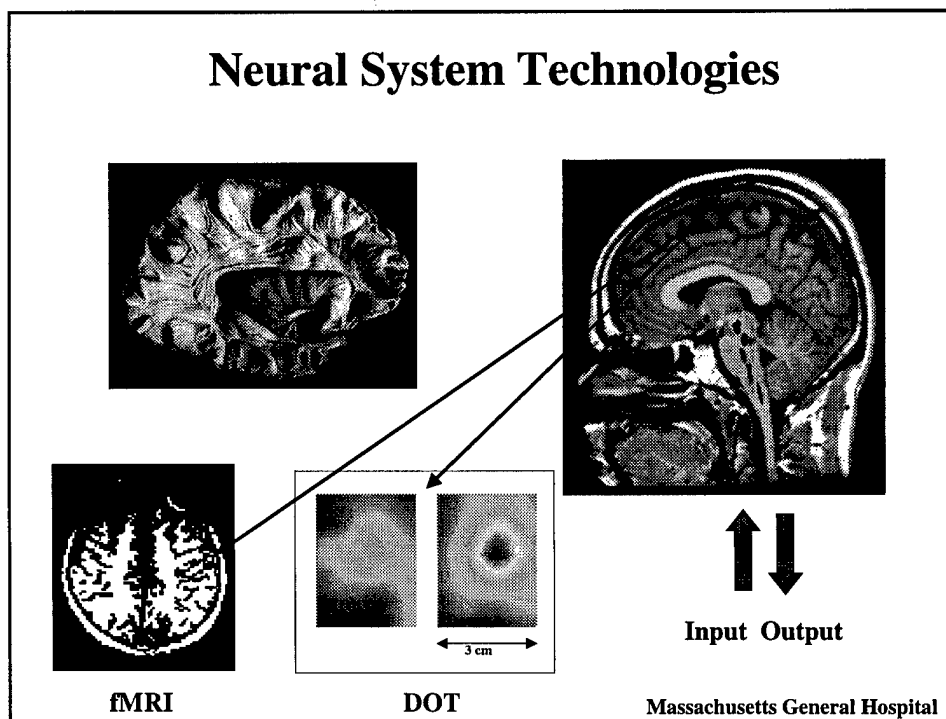 Neural System Technologies
3 cm
Input Output
fMRI
DOT
Massachusetts General Hospital